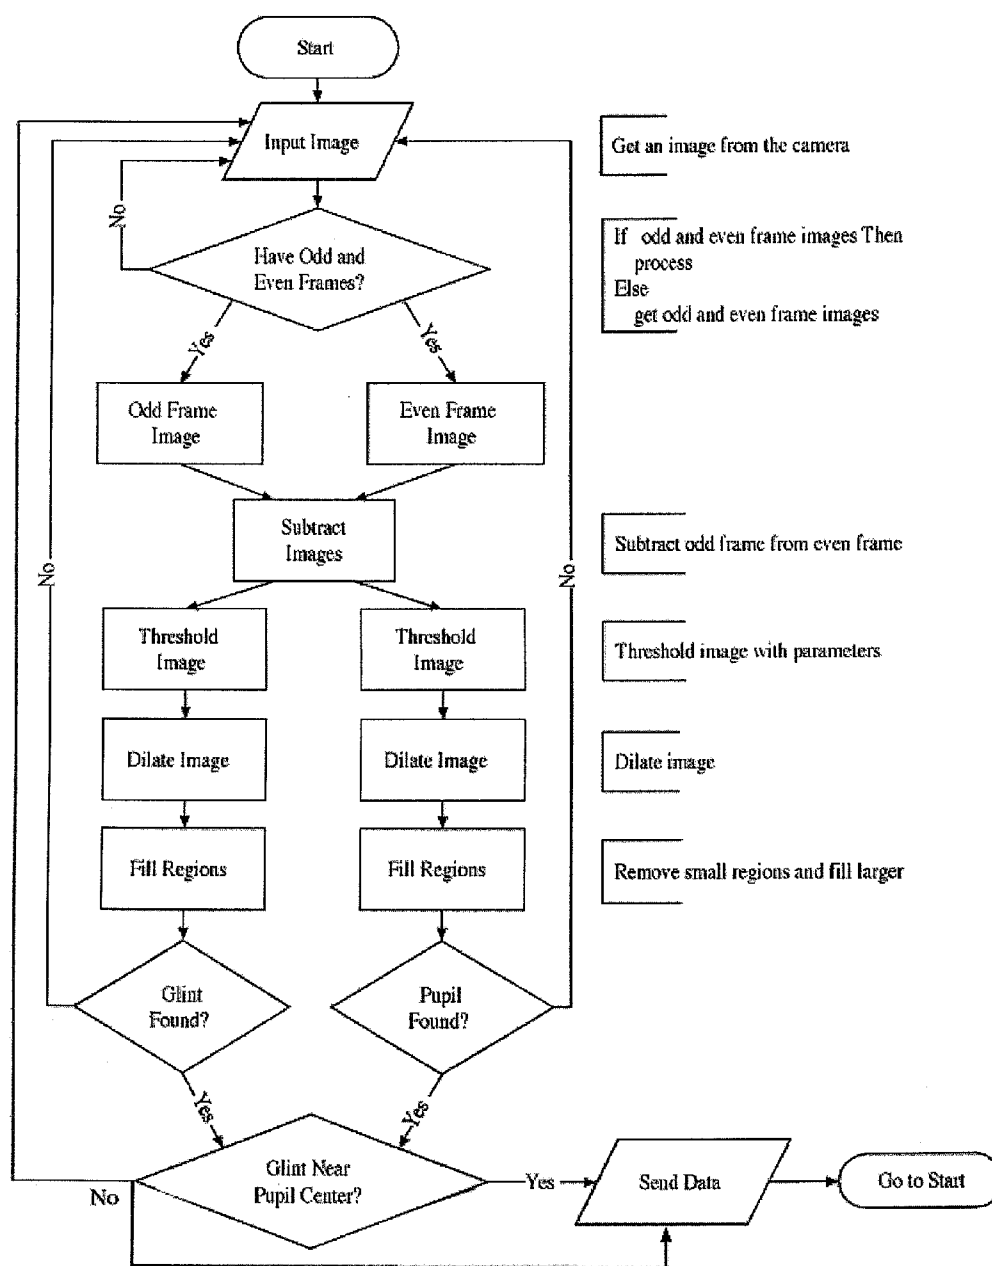 Start
Input Image
Get an image from the camera
No
Have Odd and
Even Frames?
If odd and even frame images Then
process
Else
get odd and even frame images
Yes
Yes
Odd Frame
Image
Even Frame
Image
Subtract
Images
Subtract odd frame from even frame
No
No
Threshold
Image
Threshold
Image
Threshold image with parameters
Dilate Image
Dilate Image
Dilate image
Fill Regions
Fill Regions
Remove small regions and fill larger
Glint
Found?
Pupil
Found?
Yes
Yes
Glint Near
Pupil Center?
No
Yes
Send Data
Go to Start